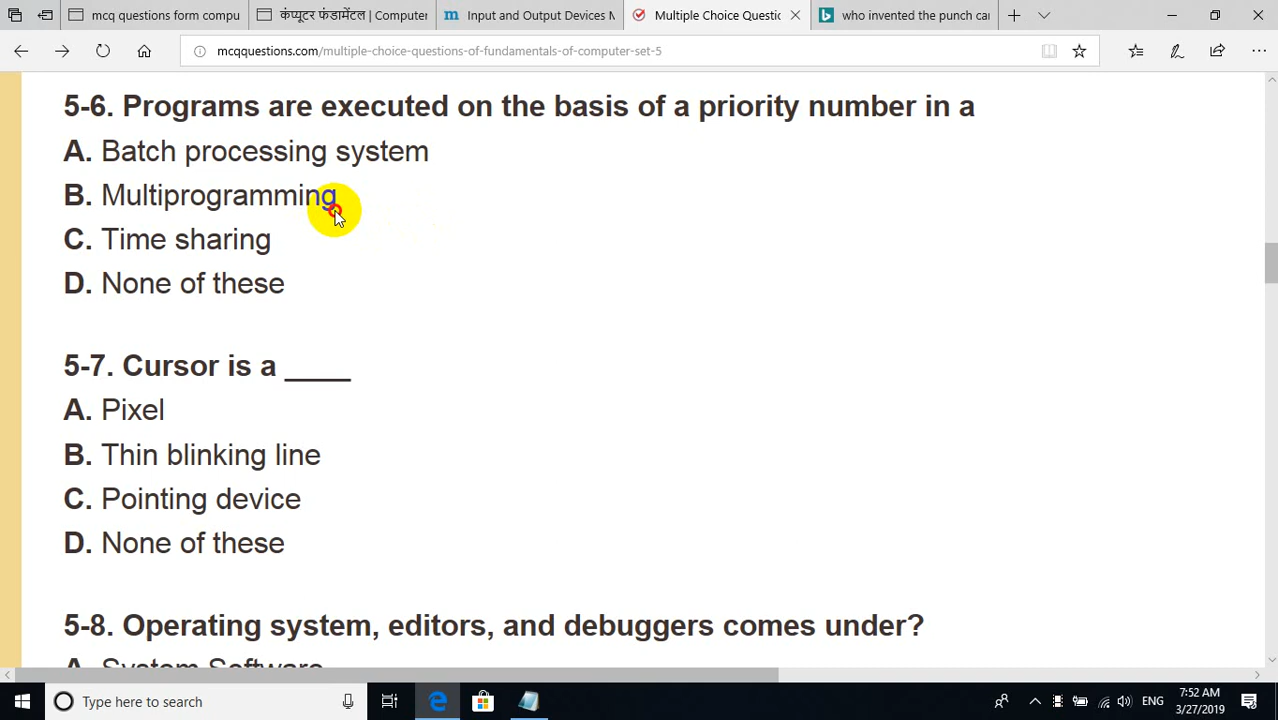 mcq questions form compu
कंप्यूटर फंडामेंटल | Computer
Input and Output Devices M
Multiple Choice Questic
who invented the punch car
mcqquestions.com/multiple-choice-questions-of-fundamentals-of-computer-set-5
5-6. Programs are executed on the basis of a priority number in a
A. Batch processing system
B. Multiprogramming
C. Time sharing
D. None of these
5-7. Cursor is a ____
A. Pixel
B. Thin blinking line
C. Pointing device
D. None of these
5-8. Operating system, editors, and debuggers comes under?
A. System Software
Type here to search
ENG
7:52 AM
3/27/2019